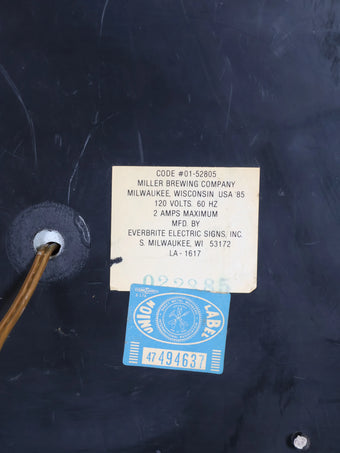 CODE #01-52805
MILLER BREWING COMPANY
MILWAUKEE, WISCONSIN USA '85
120 VOLTS. 60 HZ
2 AMPS MAXIMUM
MFD. BY
EVERBRITE ELECTRIC SIGNS, INC.
S. MILWAUKEE, WI 53172
LA-1617
022285
UNION LABEL
47 494637